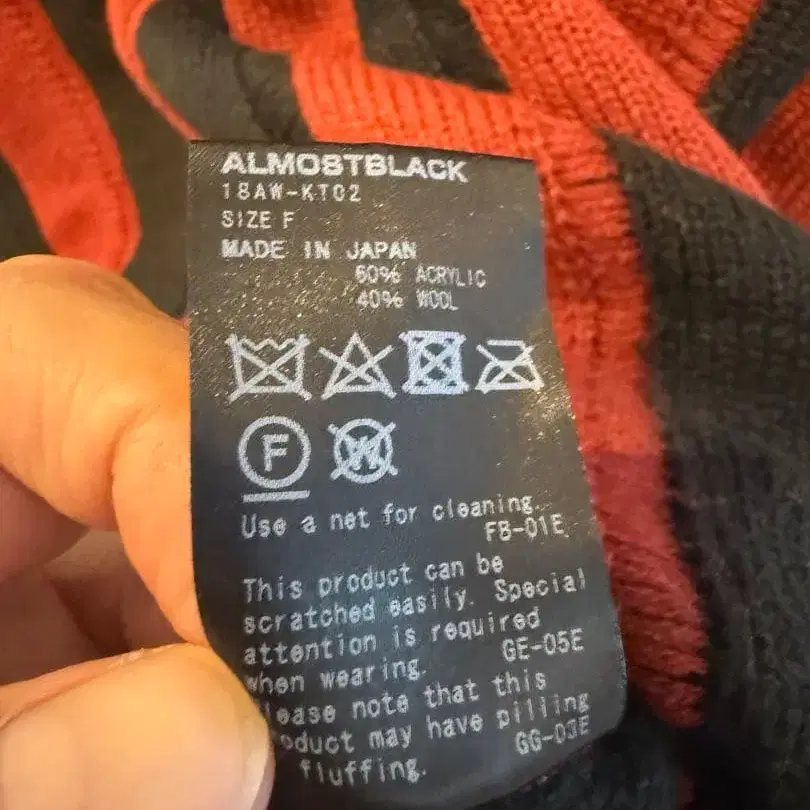 ALMOSTBLACK
18AW-KT02
SIZE F
MADE IN JAPAN
60% ACRYLIC
40% WOOL
F W
Use a net for cleaning.
FB-01E
This product can be
scratched easily. Special
attention is required
when wearing.
GE-05E
lease note that this
oduct may have pilling
fluffing.
GG-03E